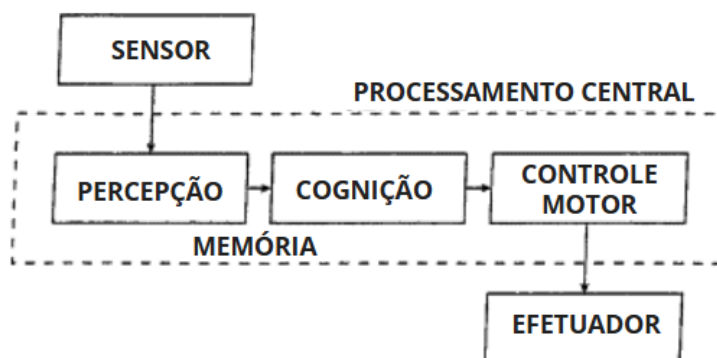 SENSOR
PROCESSAMENTO CENTRAL
PERCEPÇÃO
COGNIÇÃO
CONTROLE
MOTOR
MEMÓRIA
EFETUADOR